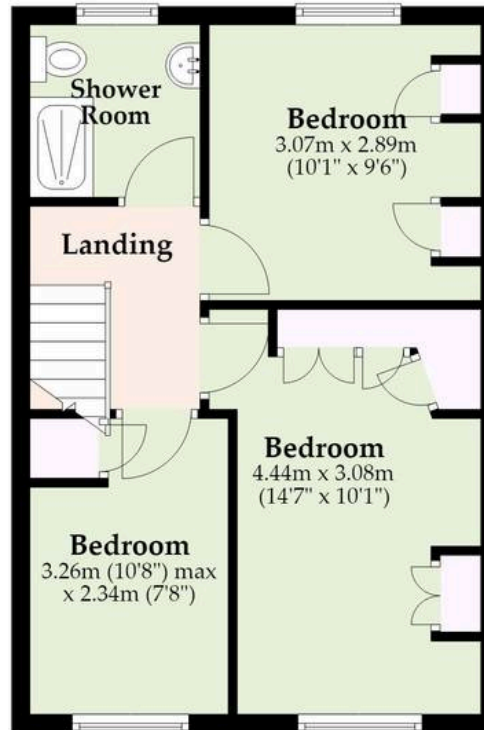 Shower
Room
Bedroom
3.07m x 2.89m
(10'1" x 9'6")
Landing
Bedroom
4.44m x 3.08m
(14'7" x 10'1")
Bedroom
3.26m (10'8") max
x 2.34m (7'8")